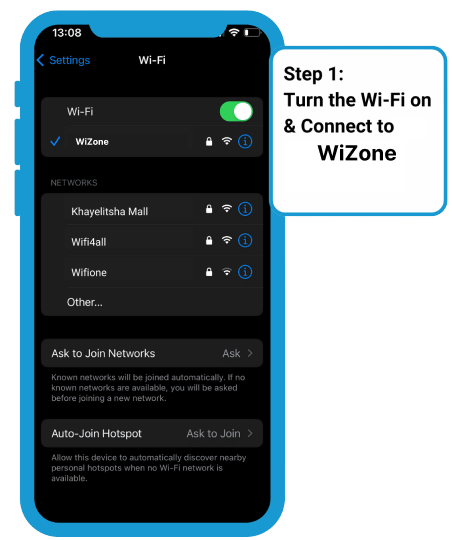 13:08
Settings
Wi-Fi
Wi-Fi
WiZone
NETWORKS
Khayelitsha Mall
Wifi4all
Wifione
Other...
Ask to Join Networks Ask
Known networks will be joined automatically. If no
known networks are available, you will be asked
before joining a new network.
Auto-Join Hotspot Ask to Join
Allow this device to automatically discover nearby
personal hotspots when no Wi-Fi network is
available.
Step 1:
Turn the Wi-Fi on
& Connect to
WiZone